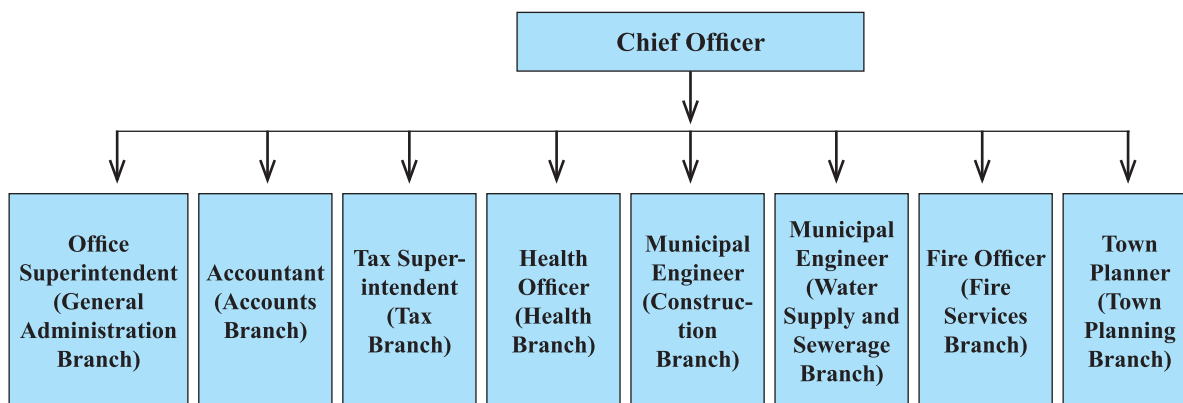 Chief Officer
Office
Superintendent
(General
Administration
Branch)
Accountant
(Accounts
Branch)
Tax Super-
intendent
(Tax
Branch)
Health
Officer
(Health
Branch)
Municipal
Engineer
(Construc-
tion
Branch)
Municipal
Engineer
(Water
Supply and
Sewerage
Branch)
Fire Officer
(Fire
Services
Branch)
Town
Planner
(Town
Planning
Branch)